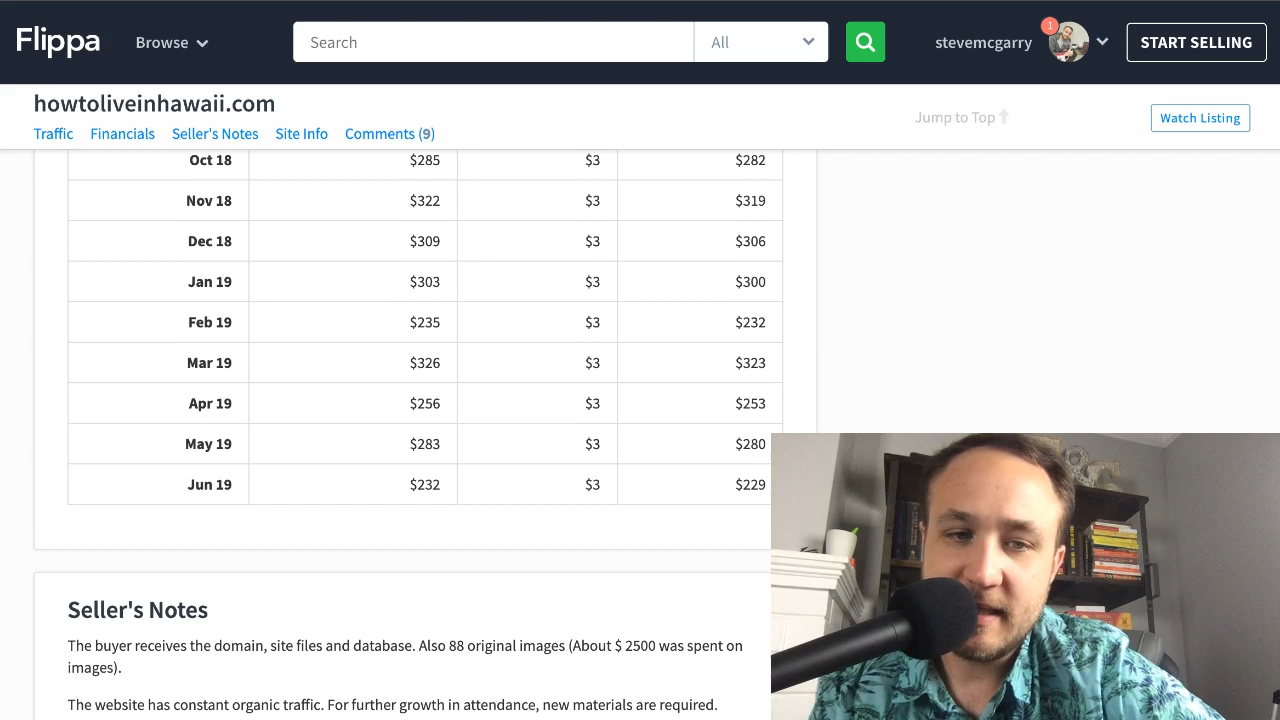 Flippa
Browse
Search
All
stevemcgarry
1
START SELLING
howtoliveinhawaii.com
Traffic Financials Seller's Notes Site Info Comments (9)
Jump to Top
Watch Listing
Oct 18 $285 $3 $282
Nov 18 $322 $3 $319
Dec 18 $309 $3 $306
Jan 19 $303 $3 $300
Feb 19 $235 $3 $232
Mar 19 $326 $3 $323
Apr 19 $256 $3 $253
May 19 $283 $3 $280
Jun 19 $232 $3 $229
Seller's Notes
The buyer receives the domain, site files and database. Also 88 original images (About $ 2500 was spent on
images).
The website has constant organic traffic. For further growth in attendance, new materials are required.